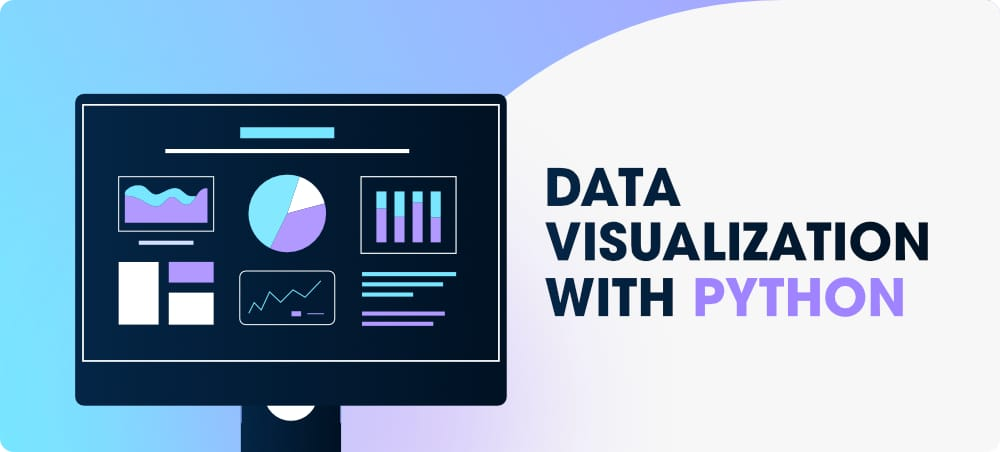 DATA
VISUALIZATION
WITH PYTHON